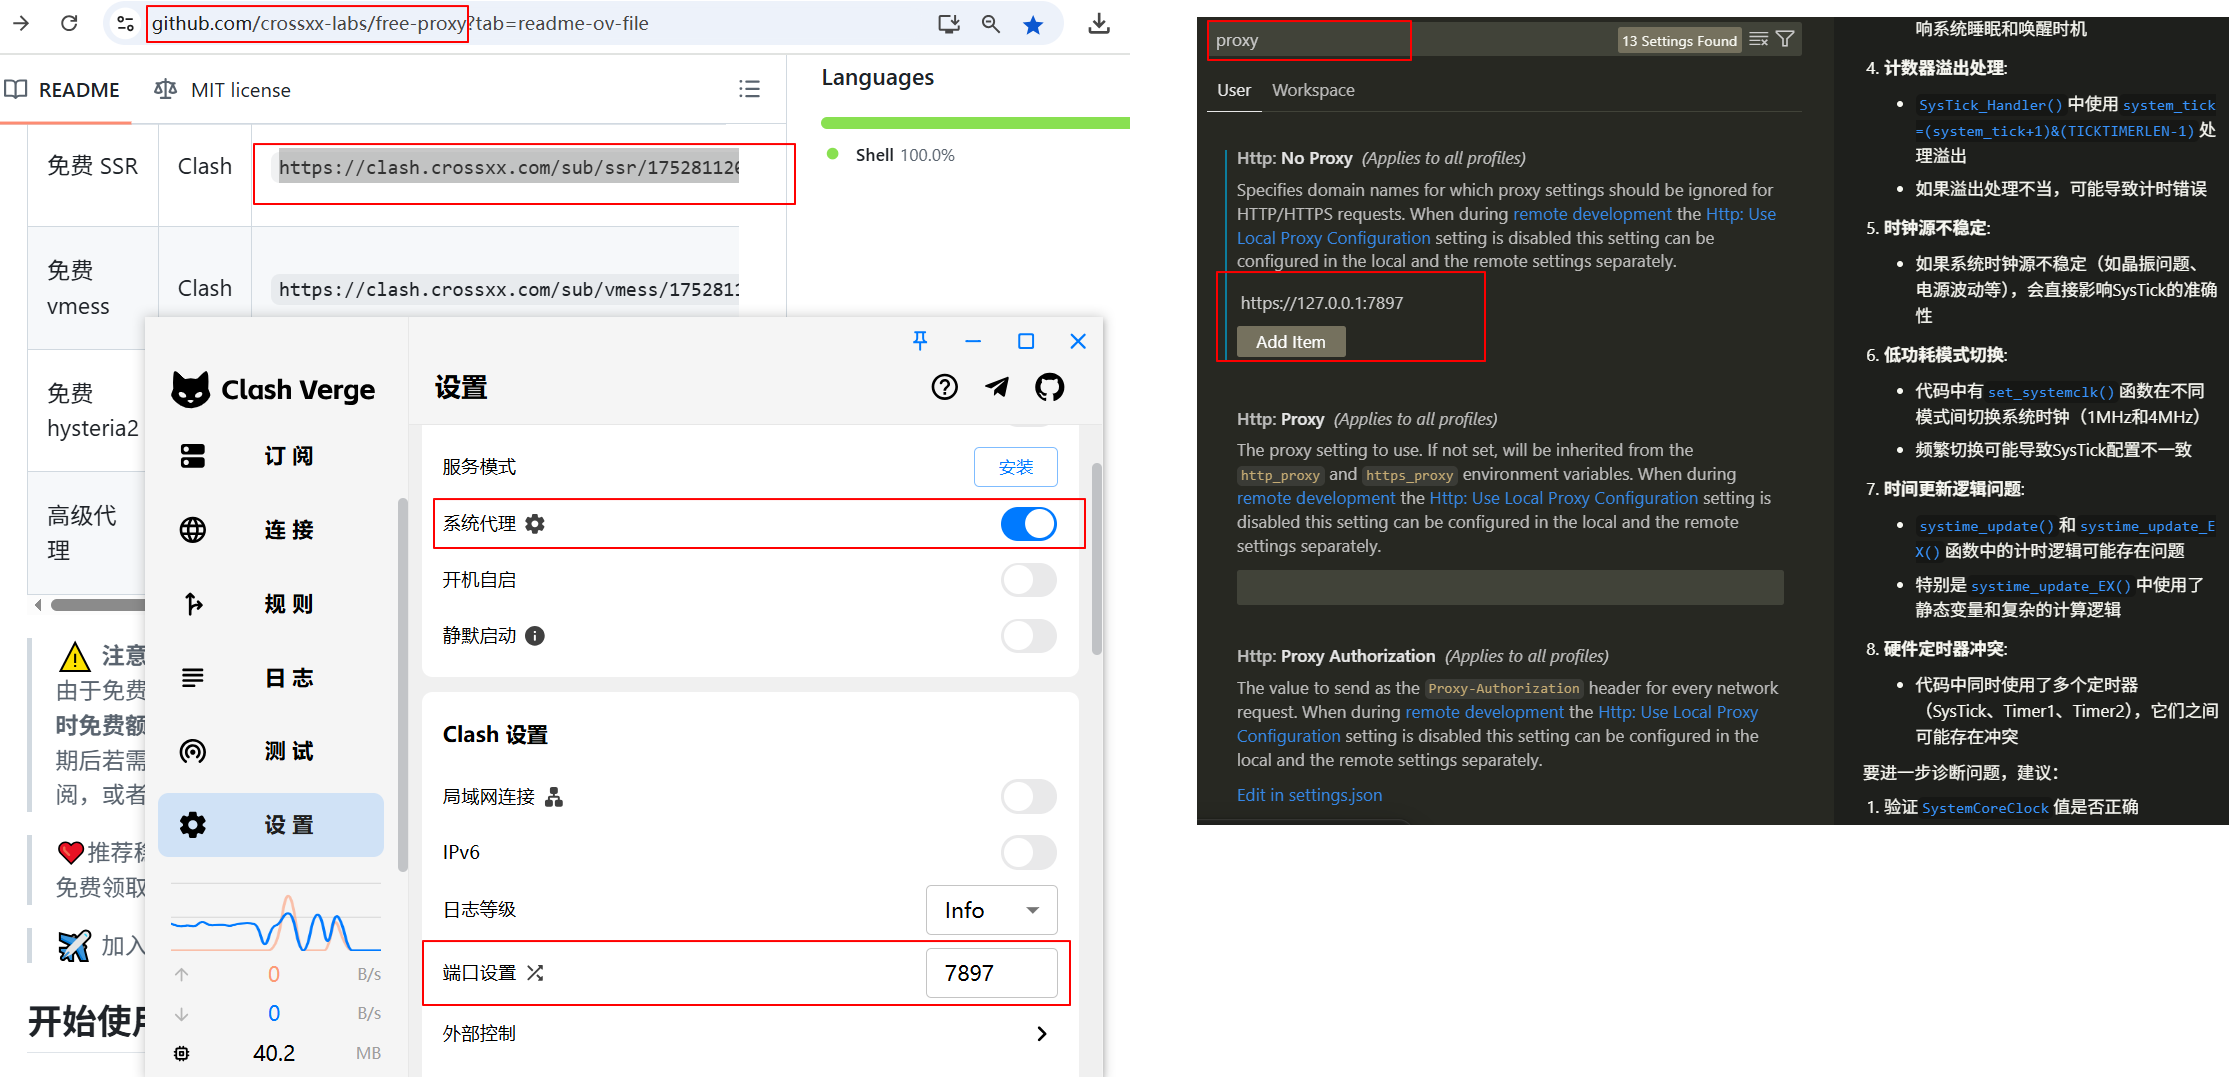 github.com/crossxx-labs/free-proxy?tab=readme-ov-file
README
MIT license
Languages
Shell 100.0%
免费 SSR
Clash
https://clash.crossxx.com/sub/ssr/175281126
免费
vmess
Clash
https://clash.crossxx.com/sub/vmess/1752811
免费
hysteria2
高级代
理
注意
由于免费
时免费额
期后若需
阅，或者
推荐稳
免费领取
加入
开始使用
Clash Verge
订 阅
连 接
规 则
日 志
测 试
设 置
0 B/s
0 B/s
40.2 MB
设置
服务模式
安装
系统代理
开机自启
静默启动
Clash 设置
局域网连接
IPv6
日志等级
Info
端口设置
7897
外部控制
proxy
13 Settings Found
User
Workspace
Http: No Proxy (Applies to all profiles)
Specifies domain names for which proxy settings should be ignored for
HTTP/HTTPS requests. When during remote development the Http: Use
Local Proxy Configuration setting is disabled this setting can be
configured in the local and the remote settings separately.
https://127.0.0.1:7897
Add Item
Http: Proxy (Applies to all profiles)
The proxy setting to use. If not set, will be inherited from the
http_proxy and https_proxy environment variables. When during
remote development the Http: Use Local Proxy Configuration setting is
disabled this setting can be configured in the local and the remote
settings separately.
Http: Proxy Authorization (Applies to all profiles)
The value to send as the Proxy-Authorization header for every network
request. When during remote development the Http: Use Local Proxy
Configuration setting is disabled this setting can be configured in the
local and the remote settings separately.
Edit in settings.json
响系统睡眠和唤醒时机
4. 计数器溢出处理:
• SysTick_Handler() 中使用 system_tick
=(system_tick+1)&(TICKTIMERLEN-1) 处
理溢出
• 如果溢出处理不当，可能导致计时错误
5. 时钟源不稳定:
• 如果系统时钟源不稳定（如晶振问题、
电源波动等），会直接影响SysTick的准确
性
6. 低功耗模式切换:
• 代码中有 set_systemclk() 函数在不同
模式间切换系统时钟（1MHz和4MHz）
• 频繁切换可能导致SysTick配置不一致
7. 时间更新逻辑问题:
• systime_update() 和 systime_update_E
X() 函数中的计时逻辑可能存在问题
• 特别是 systime_update_EX() 中使用了
静态变量和复杂的计算逻辑
8. 硬件定时器冲突:
• 代码中同时使用了多个定时器
（SysTick、Timer1、Timer2），它们之间
可能存在冲突
要进一步诊断问题，建议：
1. 验证 SystemCoreClock 值是否正确